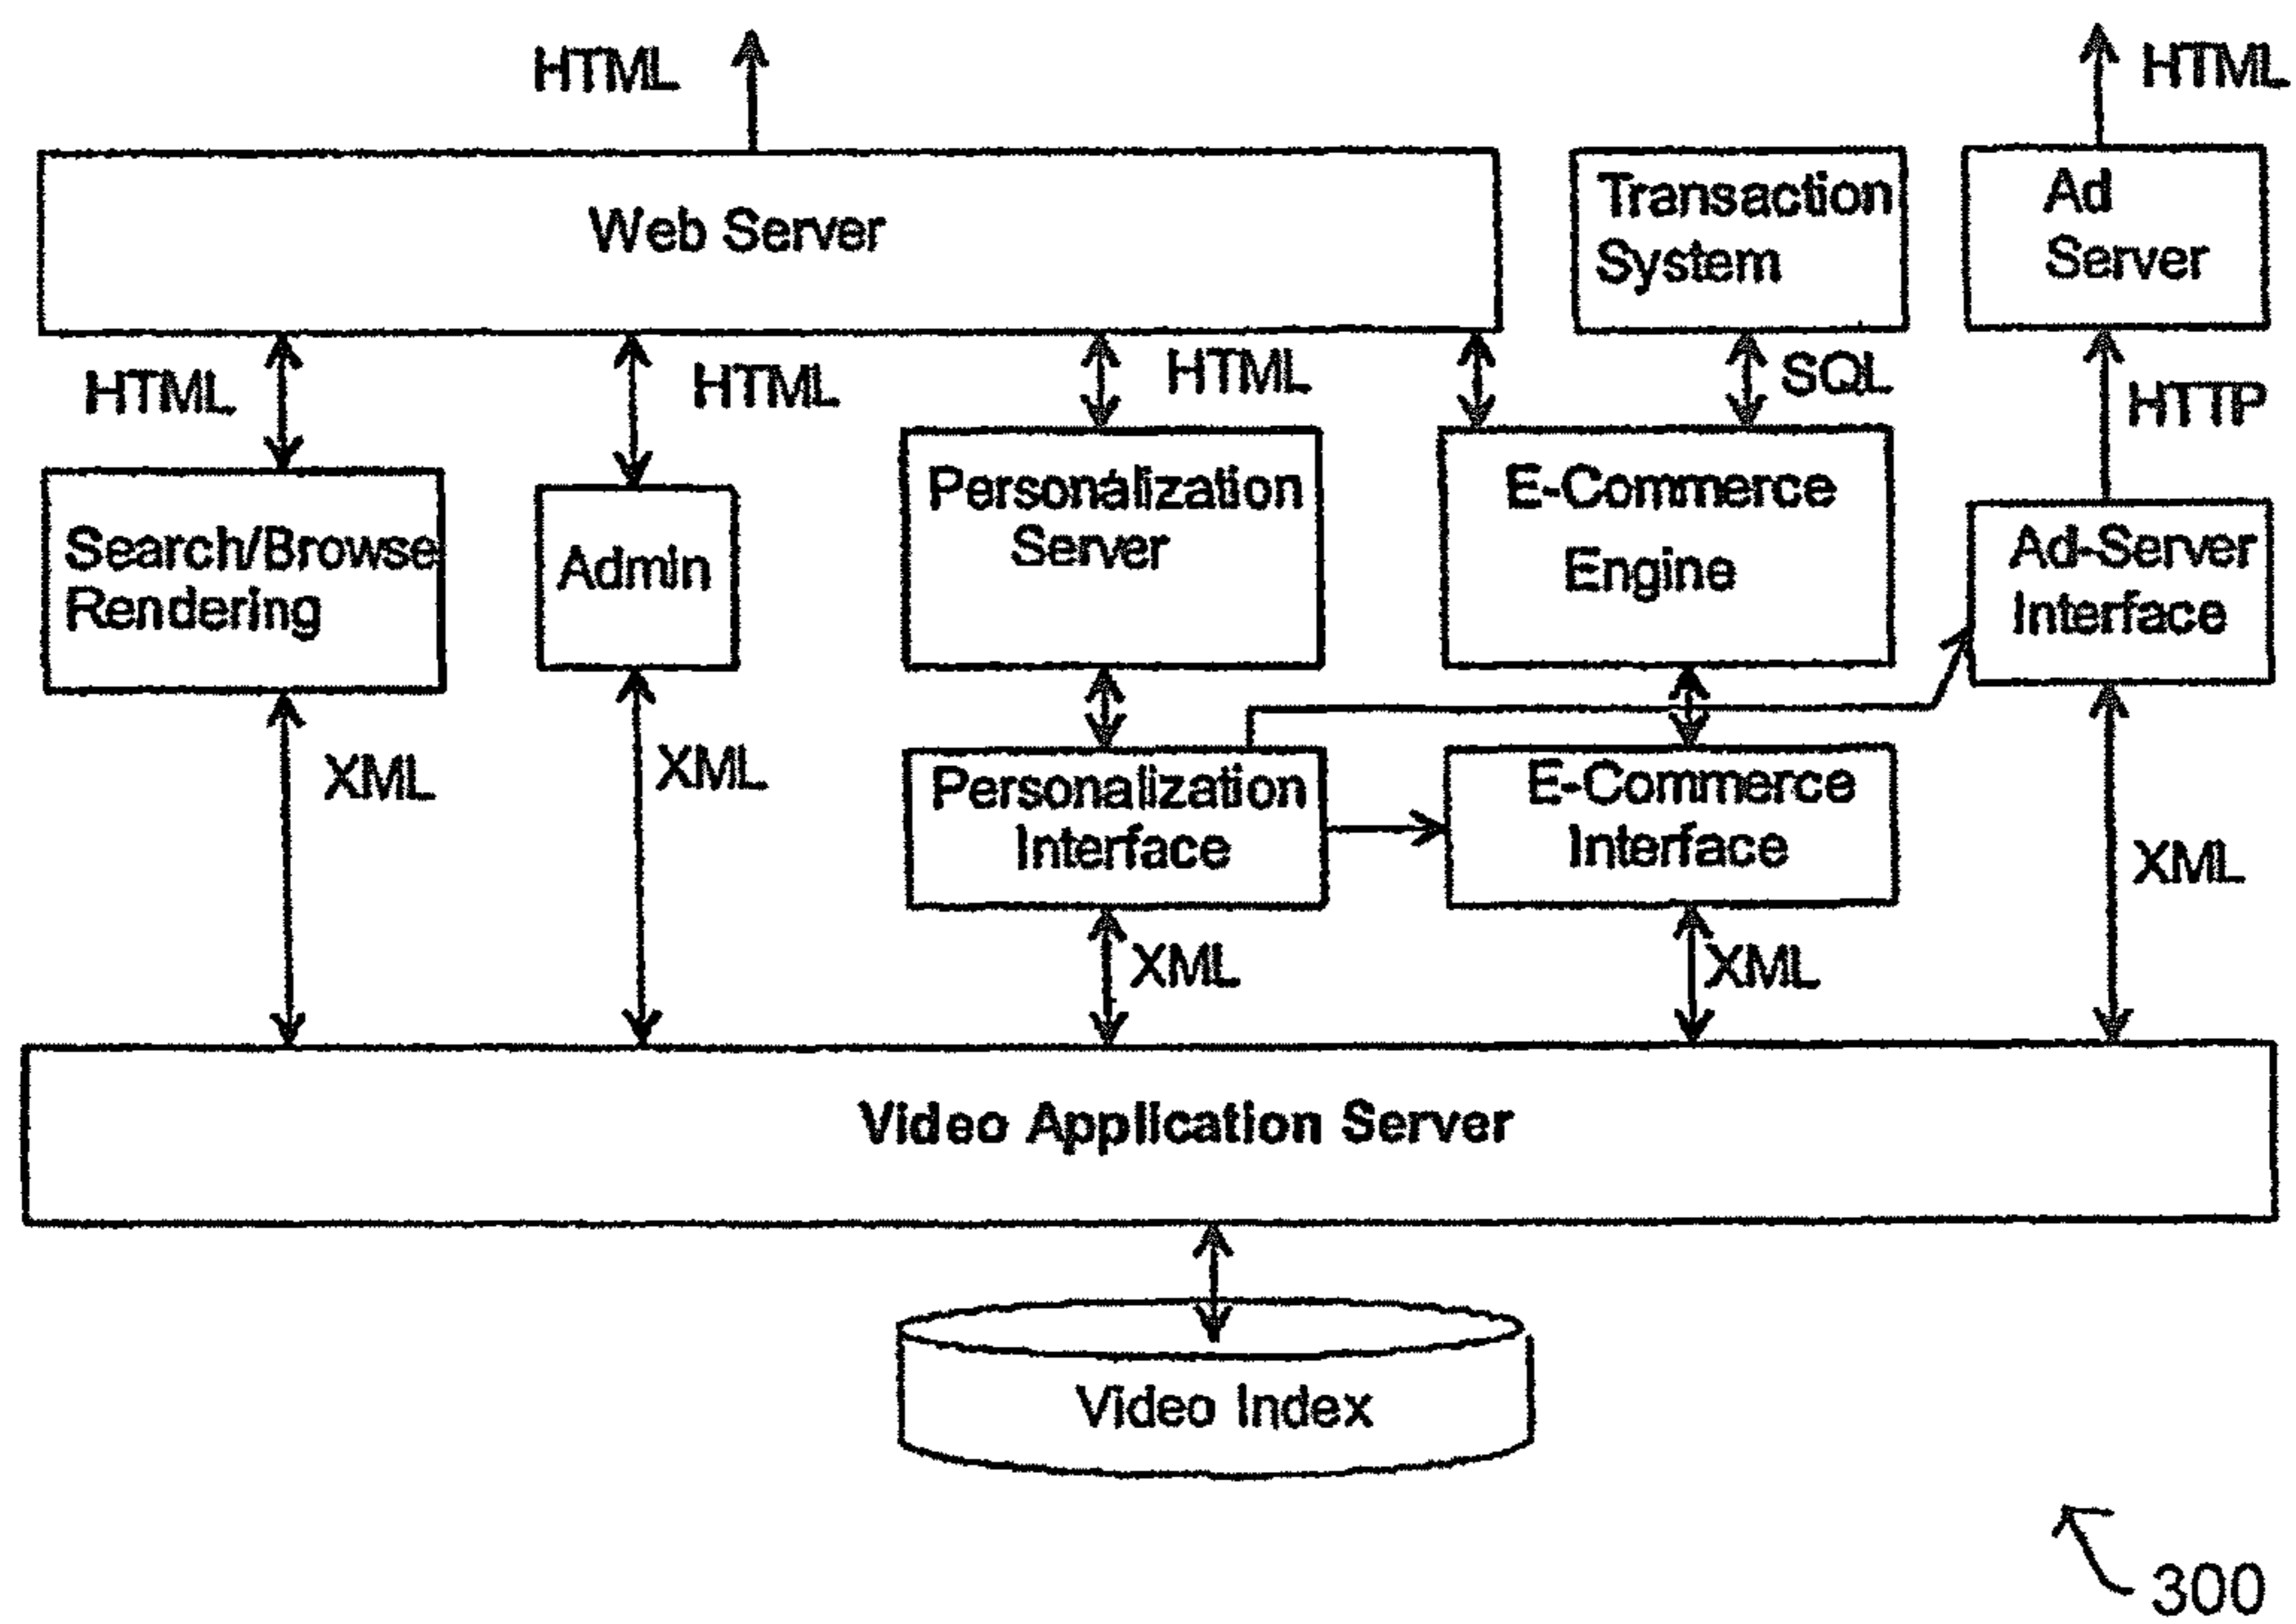 HTML
HTML
Web Server
Transaction
System
Ad
Server
HTML
HTML
HTML
SQL
HTTP
Search/Browse
Rendering
Admin
Personalization
Server
E-Commerce
Engine
Ad-Server
Interface
XML
XML
Personalization
Interface
E-Commerce
Interface
XML
XML
XML
Video Application Server
Video Index
300